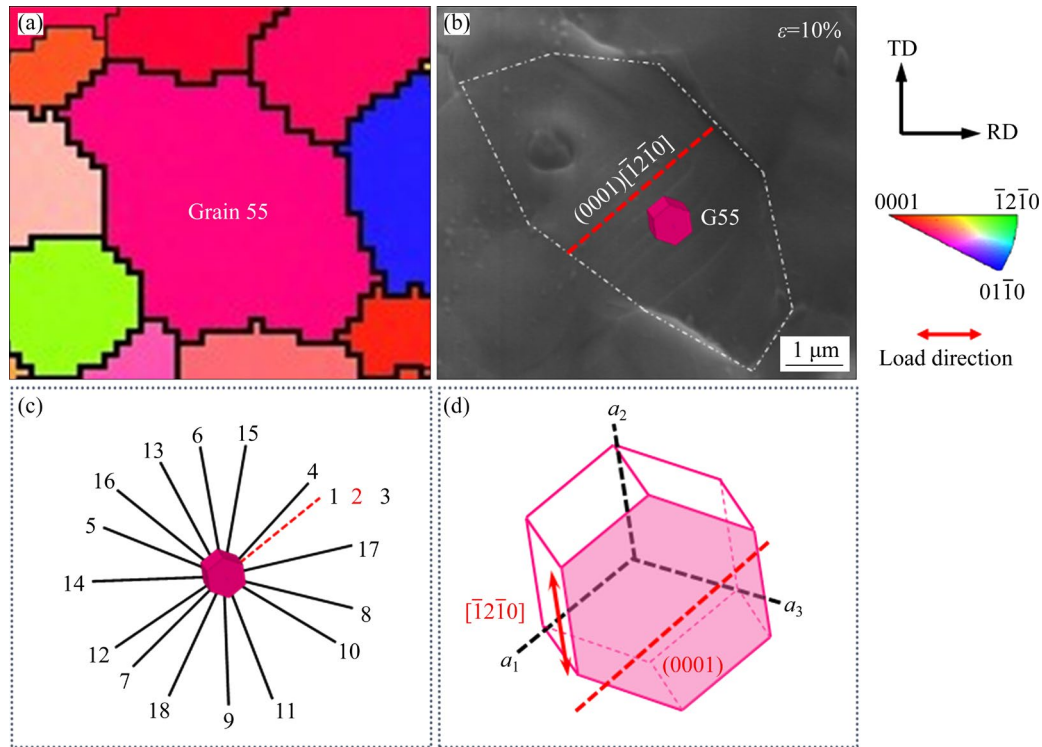 (a)
Grain 55
(b)
ε=10%
(0001)[1̄21̄0]
G55
1 μm
TD
RD
0001
1̄21̄0
011̄0
Load direction
(c)
6
15
13
4
16
1 2 3
5
17
14
8
12
10
7
18
9
11
(d)
a₂
a₃
[1̄21̄0]
a₁
(0001)